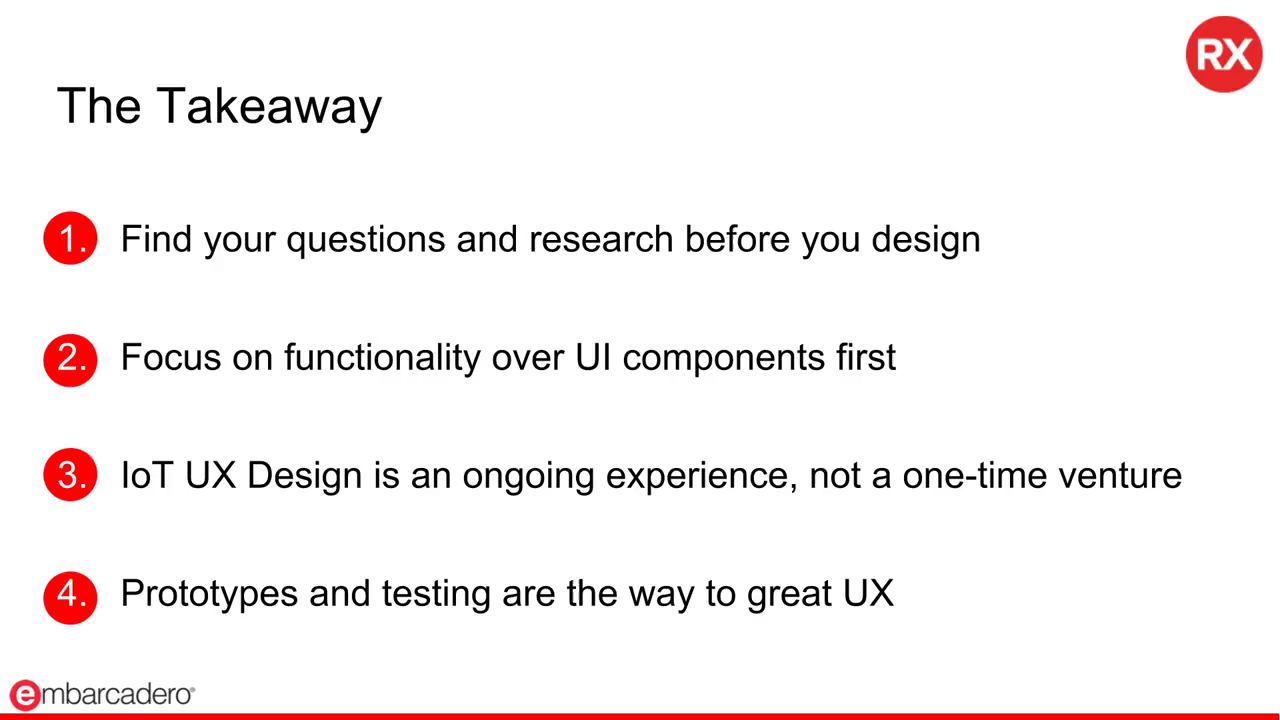 RX
The Takeaway
1. Find your questions and research before you design
2. Focus on functionality over UI components first
3. IoT UX Design is an ongoing experience, not a one-time venture
4. Prototypes and testing are the way to great UX
embarcadero®